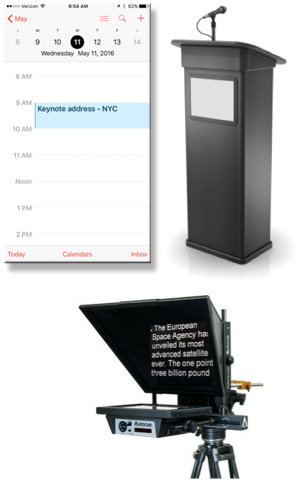 Verizon 9:54 AM 82%
May
S M T W T F S
8 9 10 11 12 13 14
Wednesday May 11, 2016
8 AM
9 AM
Keynote address - NYC
10 AM
11 AM
Noon
1 PM
2 PM
Today Calendars Inbox
. The European
Space Agency has
unveiled its most
advanced satellite
ever. The one point
three billion pound
Autocue